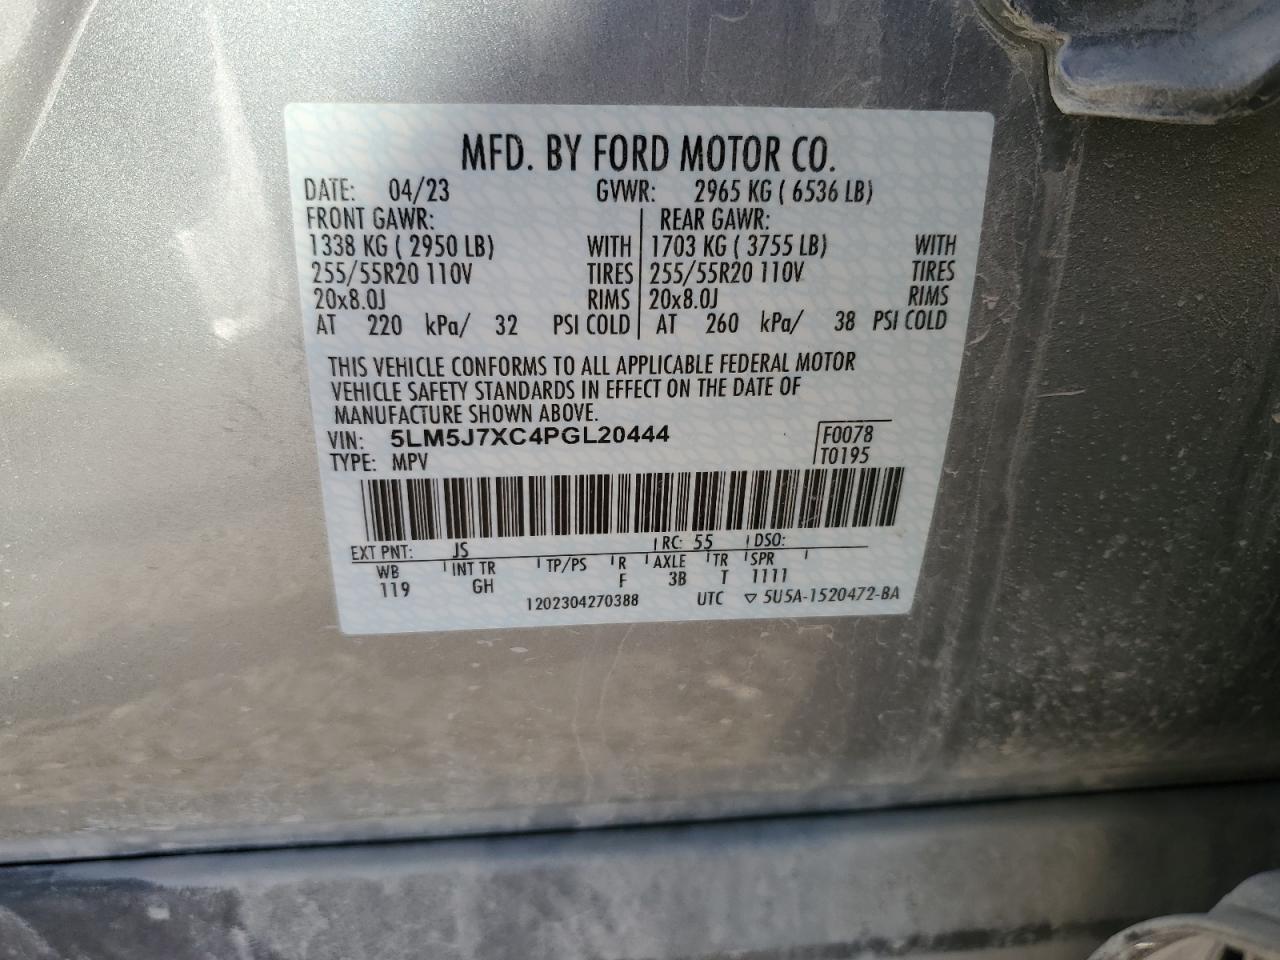 MFD. BY FORD MOTOR CO.
DATE: 04/23 GVWR: 2965 KG ( 6536 LB)
FRONT GAWR: REAR GAWR:
1338 KG ( 2950 LB) WITH 1703 KG ( 3755 LB) WITH
255/55R20 110V TIRES 255/55R20 110V TIRES
20x8.0J RIMS 20x8.0J RIMS
AT 220 kPa/ 32 PSI COLD AT 260 kPa/ 38 PSI COLD
THIS VEHICLE CONFORMS TO ALL APPLICABLE FEDERAL MOTOR
VEHICLE SAFETY STANDARDS IN EFFECT ON THE DATE OF
MANUFACTURE SHOWN ABOVE.
VIN: 5LM5J7XC4PGL20444 F0078
TYPE: MPV T0195
EXT PNT: JS RC: 55 DSO:
WB INT TR TP/PS R AXLE TR SPR
119 GH F 3B T 1111
1202304270388 UTC ▽ 5U5A-1520472-BA